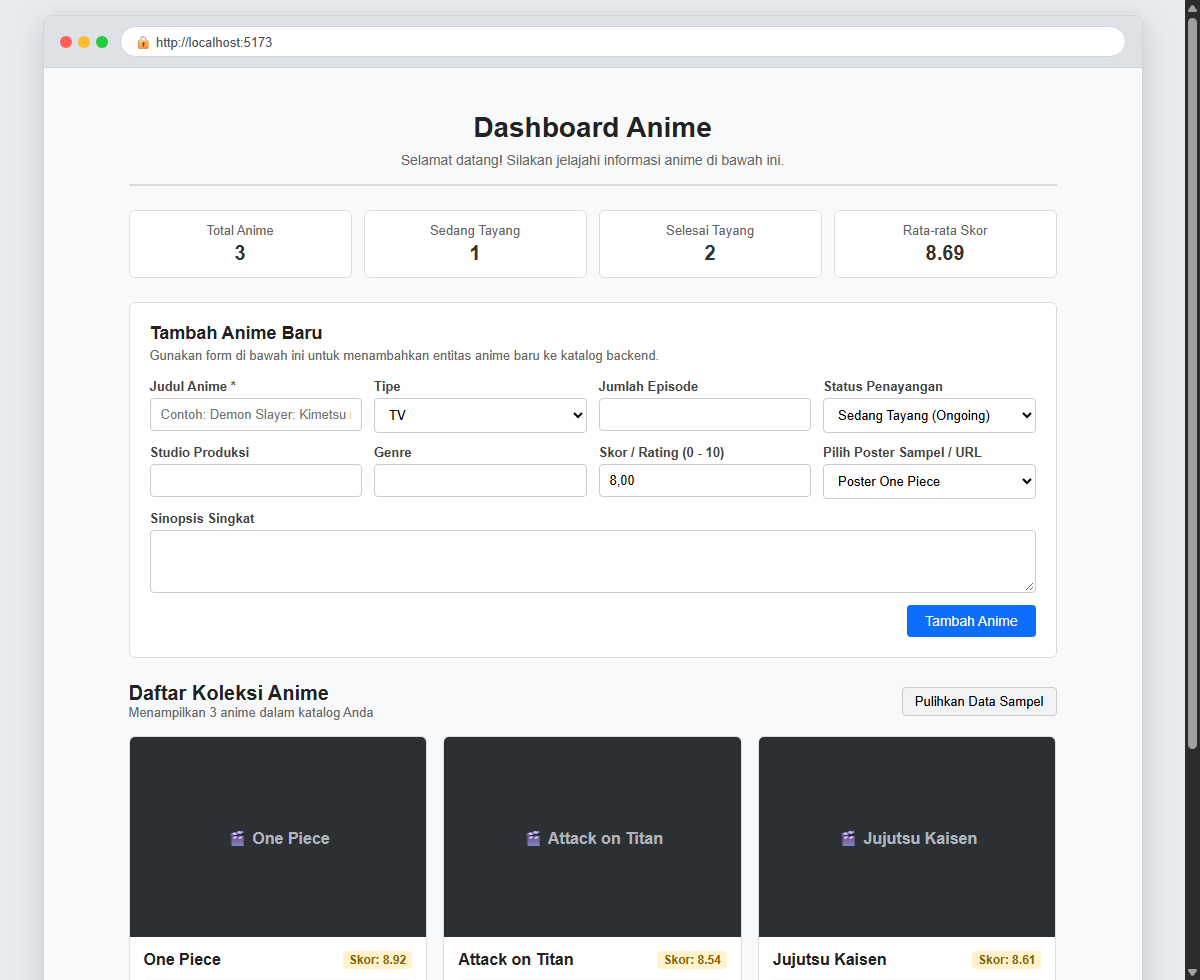 http://localhost:5173
Dashboard Anime
Selamat datang! Silakan jelajahi informasi anime di bawah ini.
Total Anime
3
Sedang Tayang
1
Selesai Tayang
2
Rata-rata Skor
8.69
Tambah Anime Baru
Gunakan form di bawah ini untuk menambahkan entitas anime baru ke katalog backend.
Judul Anime *
Contoh: Demon Slayer: Kimetsu
Tipe
TV
Jumlah Episode
Status Penayangan
Sedang Tayang (Ongoing)
Studio Produksi
Genre
Skor / Rating (0 - 10)
8,00
Pilih Poster Sampel / URL
Poster One Piece
Sinopsis Singkat
Tambah Anime
Daftar Koleksi Anime
Menampilkan 3 anime dalam katalog Anda
Pulihkan Data Sampel
One Piece
Attack on Titan
Jujutsu Kaisen
One Piece
Skor: 8.92
Attack on Titan
Skor: 8.54
Jujutsu Kaisen
Skor: 8.61